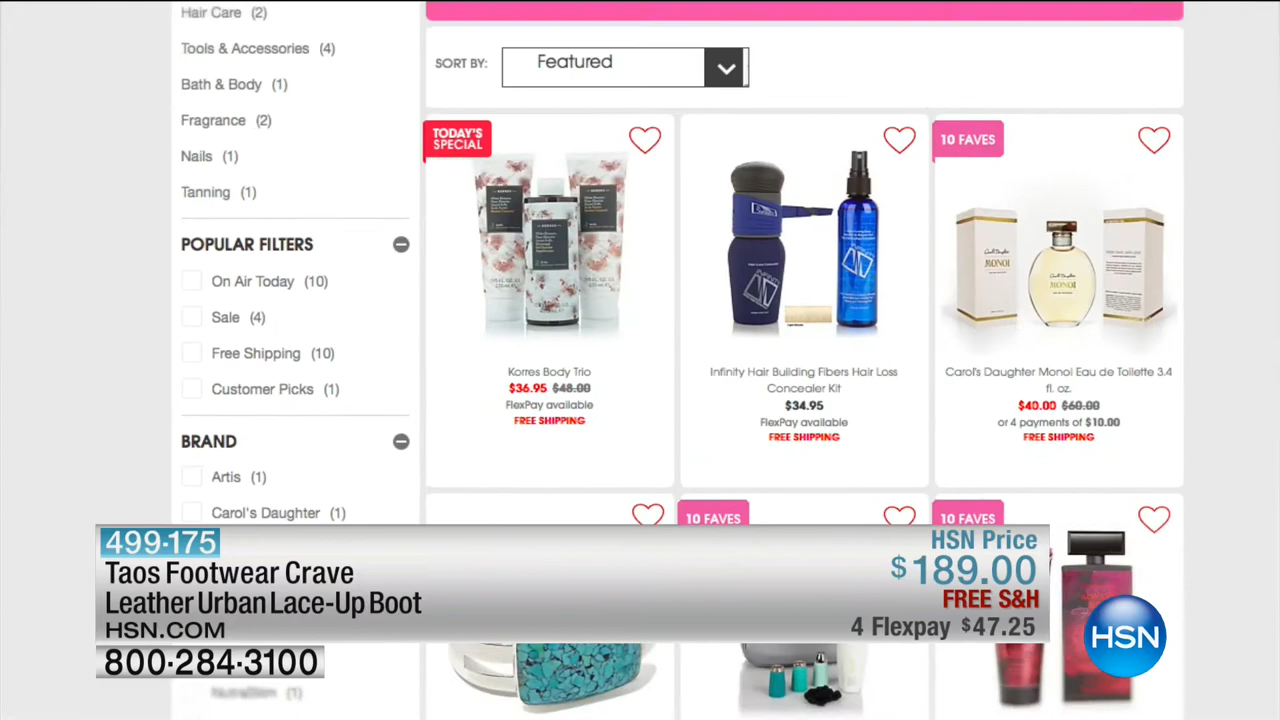 Hair Care (2)
Tools & Accessories (4)
Bath & Body (1)
Fragrance (2)
Nails (1)
Tanning (1)
POPULAR FILTERS
On Air Today (10)
Sale (4)
Free Shipping (10)
Customer Picks (1)
BRAND
Artis (1)
Carol's Daughter (1)
SORT BY: Featured
TODAY'S
SPECIAL
KORRES
Korres Body Trio
$36.95 $48.00
FlexPay available
FREE SHIPPING
Infinity Hair Building Fibers Hair Loss
Concealer Kit
$34.95
FlexPay available
FREE SHIPPING
10 FAVES
Carol's Daughter
MONOI
Carol's Daughter Monoi Eau de Toilette 3.4
fl. oz.
$40.00 $60.00
or 4 payments of $10.00
FREE SHIPPING
10 FAVES
10 FAVES
499-175
Taos Footwear Crave
Leather Urban Lace-Up Boot
HSN.COM
800-284-3100
HSN Price
$189.00
FREE S&H
4 Flexpay $47.25
HSN